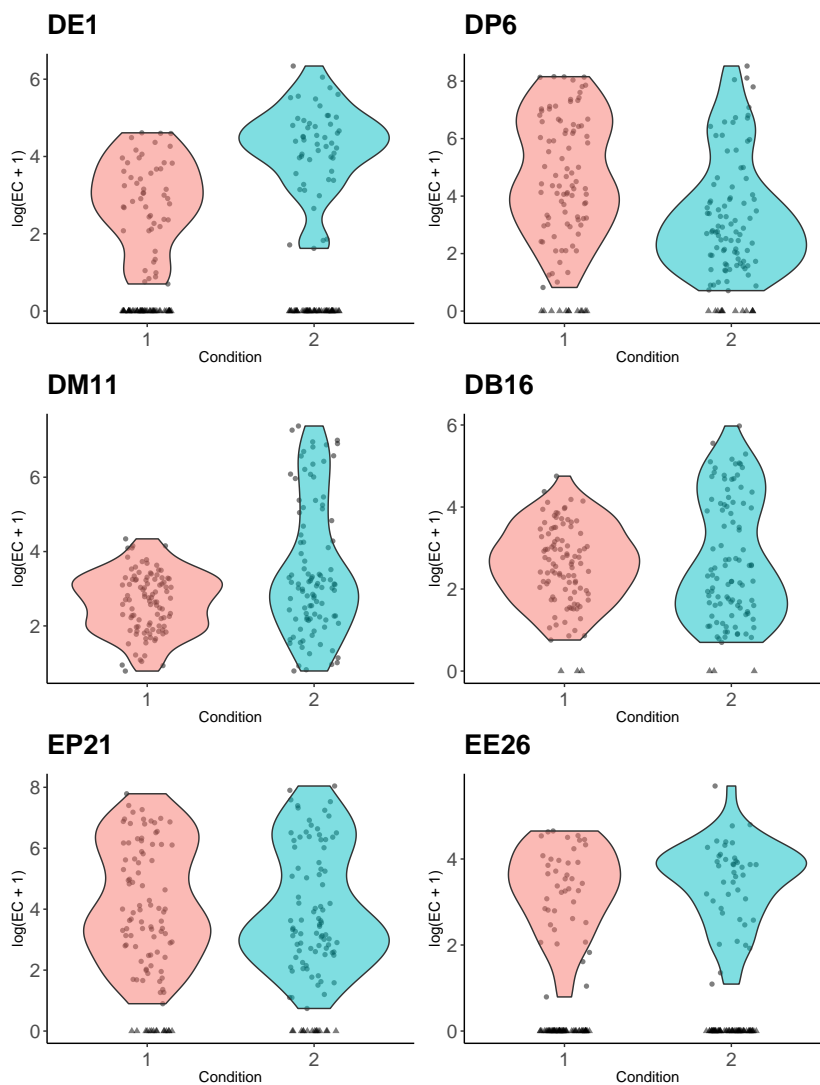 DE1
log(EC + 1)
6
4
2
0
1
2
Condition
DP6
log(EC + 1)
8
6
4
2
0
1
2
Condition
DM11
log(EC + 1)
6
4
2
1
2
Condition
DB16
log(EC + 1)
6
4
2
0
1
2
Condition
EP21
log(EC + 1)
8
6
4
2
0
1
2
Condition
EE26
log(EC + 1)
4
2
0
1
2
Condition